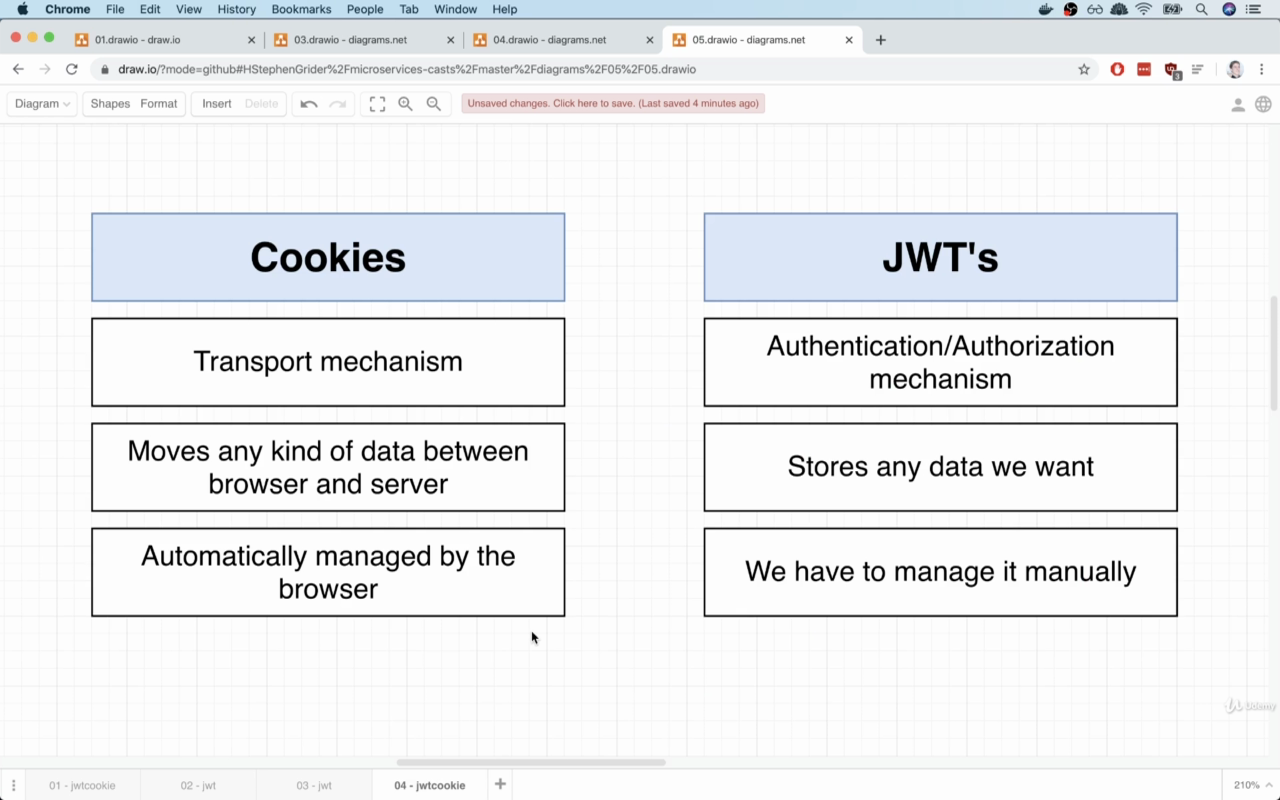 Chrome File Edit View History Bookmarks People Tab Window Help
01.drawio - draw.io
03.drawio - diagrams.net
04.drawio - diagrams.net
05.drawio - diagrams.net
draw.io/?mode=github#HStephenGrider%2Fmicroservices-casts%2Fmaster%2Fdiagrams%2F05%2F05.drawio
3
Diagram Shapes Format Insert Delete Unsaved changes. Click here to save. (Last saved 4 minutes ago)
Cookies
Transport mechanism
Moves any kind of data between
browser and server
Automatically managed by the
browser
JWT's
Authentication/Authorization
mechanism
Stores any data we want
We have to manage it manually
Udemy
01 - jwtcookie 02 - jwt 03 - jwt 04 - jwtcookie
210%